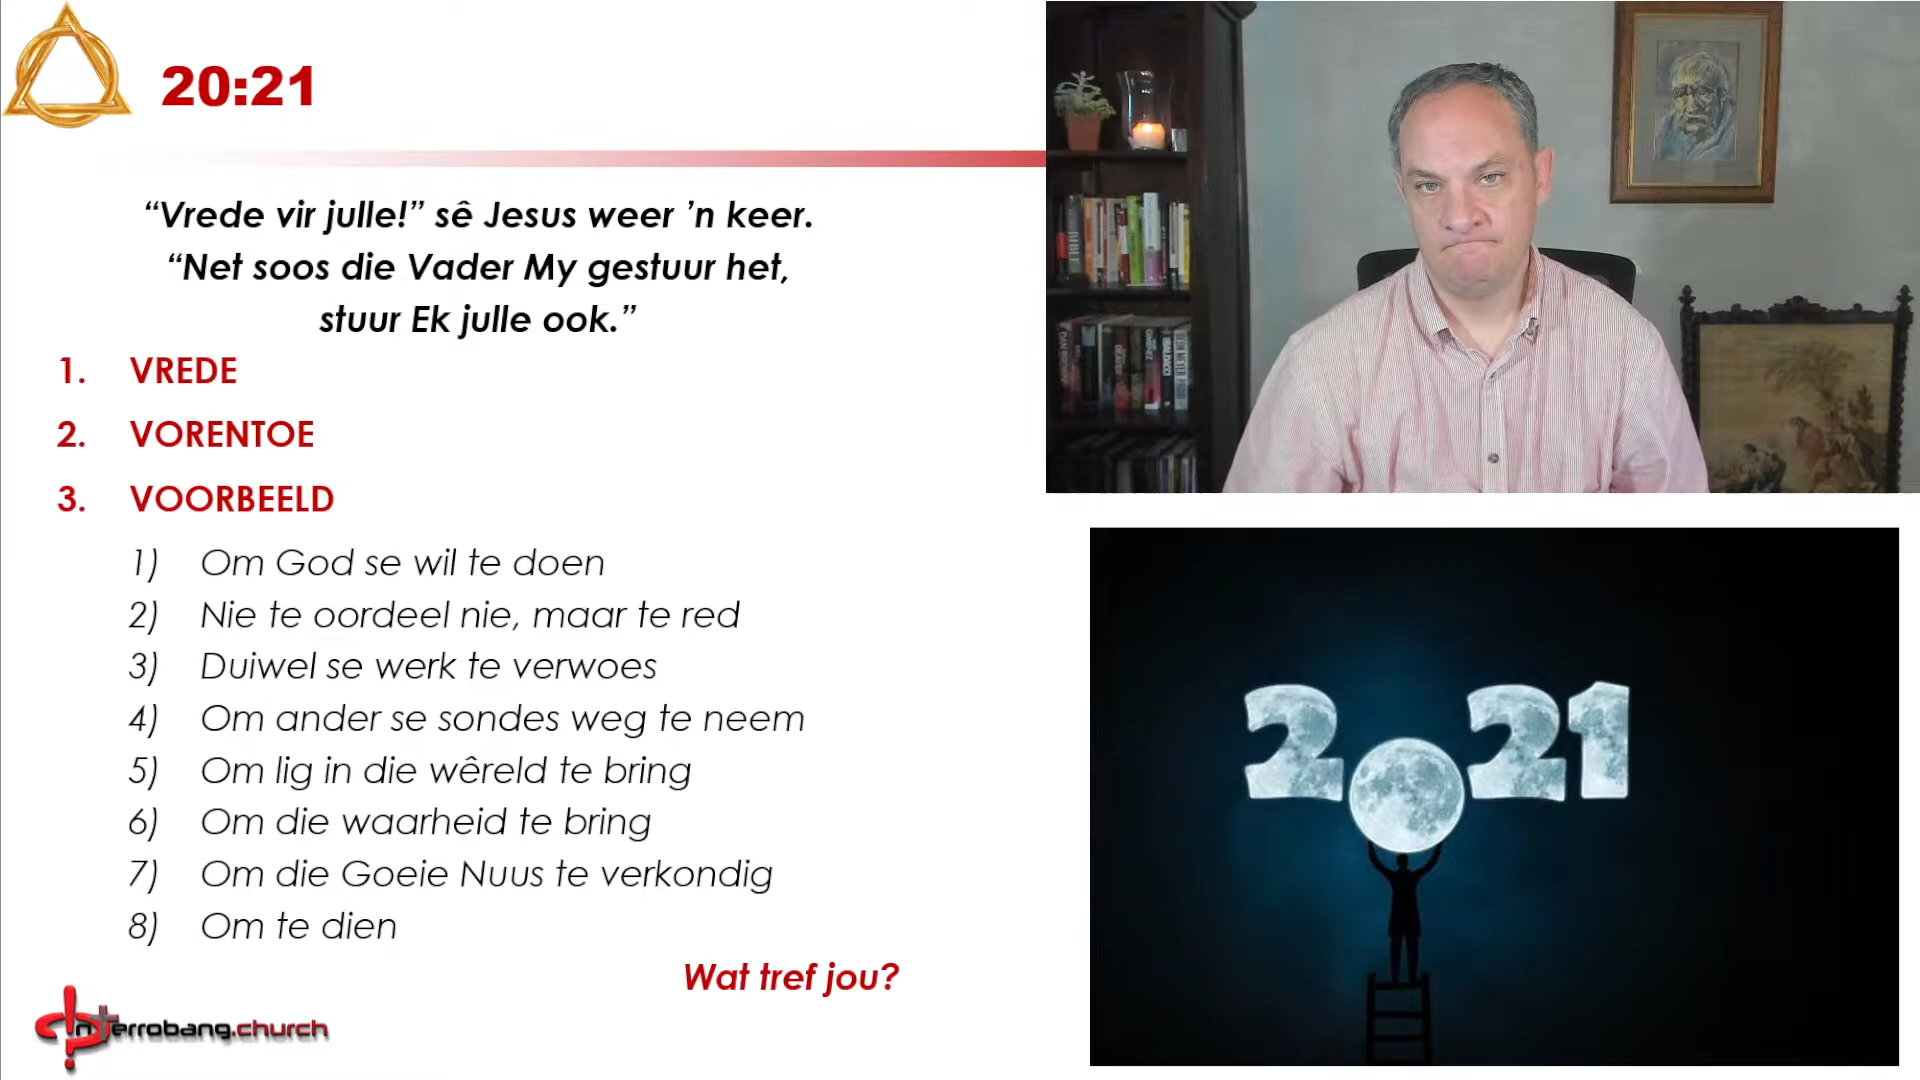 20:21
“Vrede vir julle!” sê Jesus weer ’n keer.
“Net soos die Vader My gestuur het,
stuur Ek julle ook.”
1. VREDE
2. VORENTOE
3. VOORBEELD
1) Om God se wil te doen
2) Nie te oordeel nie, maar te red
3) Duiwel se werk te verwoes
4) Om ander se sondes weg te neem
5) Om lig in die wêreld te bring
6) Om die waarheid te bring
7) Om die Goeie Nuus te verkondig
8) Om te dien
Wat tref jou?
interrobang.church
2021